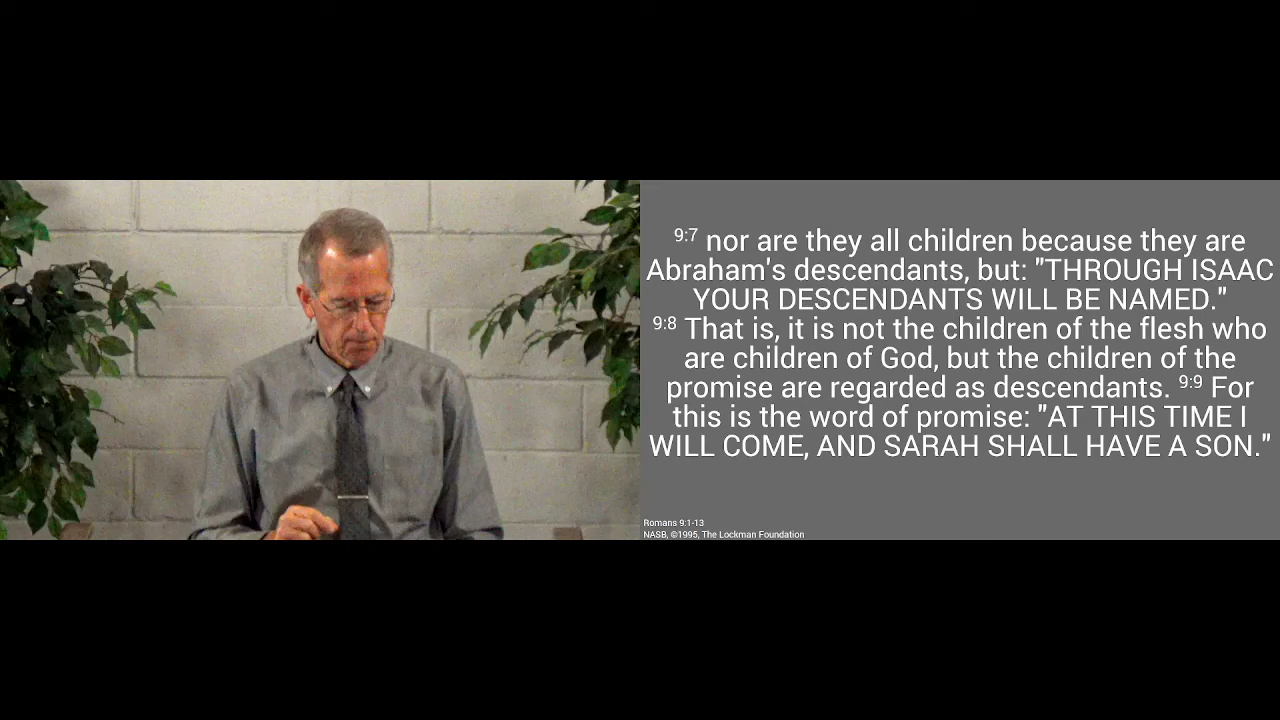 9:7 nor are they all children because they are
Abraham's descendants, but: "THROUGH ISAAC
YOUR DESCENDANTS WILL BE NAMED."
9:8 That is, it is not the children of the flesh who
are children of God, but the children of the
promise are regarded as descendants. 9:9 For
this is the word of promise: "AT THIS TIME I
WILL COME, AND SARAH SHALL HAVE A SON."
Romans 9:1-13
NASB, ©1995, The Lockman Foundation